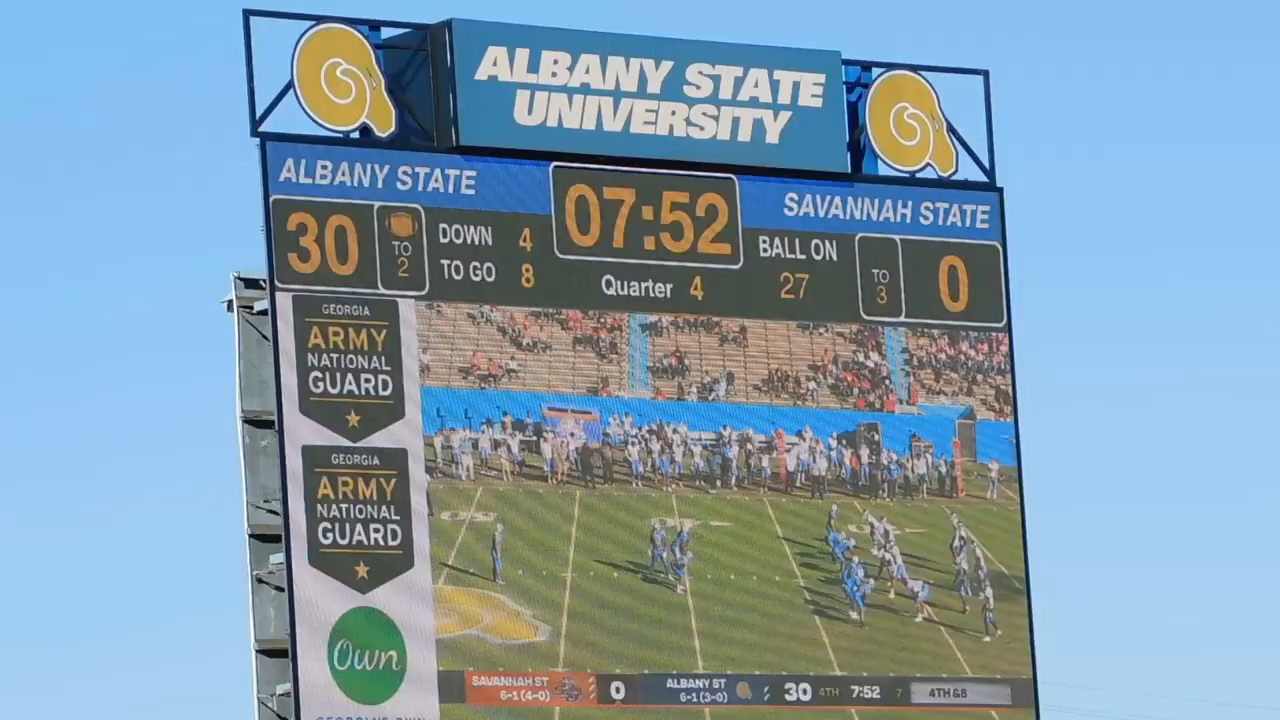 ALBANY STATE
UNIVERSITY
ALBANY STATE
07:52
SAVANNAH STATE
30
TO
2
DOWN 4
TO GO 8
Quarter 4
BALL ON
27
TO
3
0
GEORGIA
ARMY
NATIONAL
GUARD
GEORGIA
ARMY
NATIONAL
GUARD
Own
SAVANNAH ST
6-1 (4-0)
0
ALBANY ST
6-1 (3-0)
30
4TH
7:52
7
4TH & 8